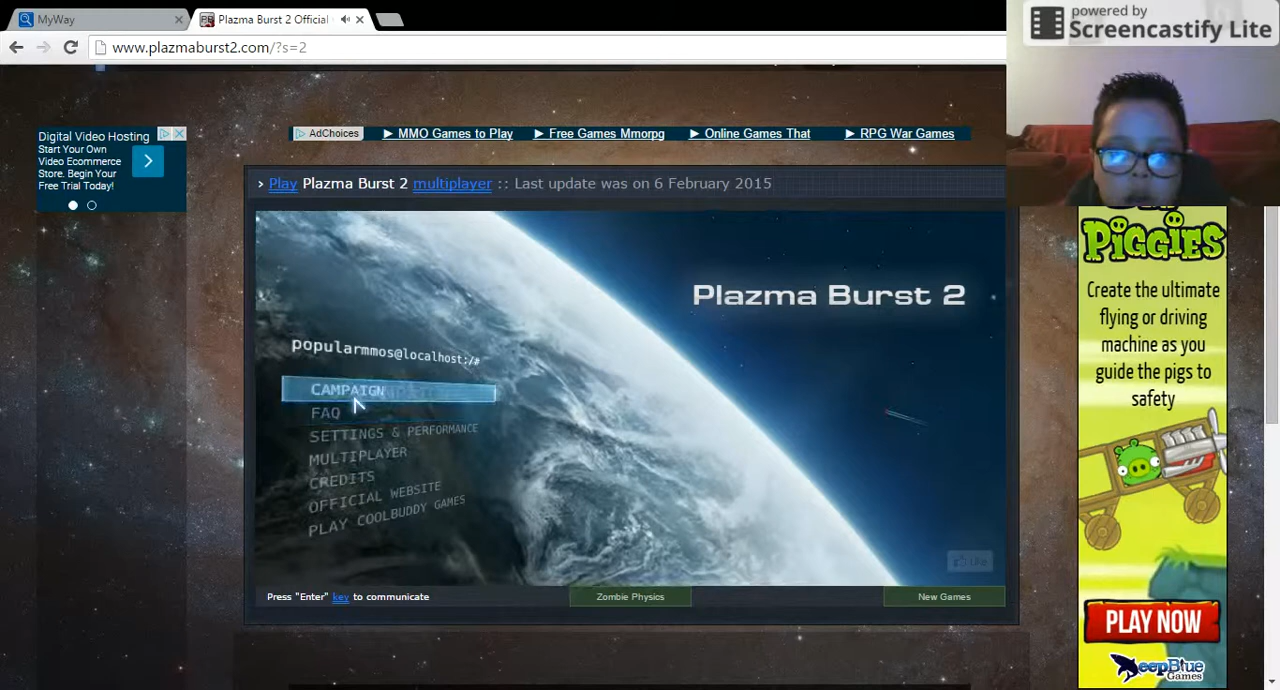 MyWay
Plazma Burst 2 Official
powered by
Screencastify Lite
www.plazmaburst2.com/?s=2
AdChoices
MMO Games to Play
Free Games Mmorpg
Online Games That
RPG War Games
Digital Video Hosting
Start Your Own
Video Ecommerce
Store. Begin Your
Free Trial Today!
› Play Plazma Burst 2 multiplayer :: Last update was on 6 February 2015
Plazma Burst 2
popularmmos@localhost:/#
CAMPAIGN
FAQ
SETTINGS & PERFORMANCE
MULTIPLAYER
CREDITS
OFFICIAL WEBSITE
PLAY COOLBUDDY GAMES
Press "Enter" key to communicate
Zombie Physics
New Games
PiGGiES
Create the ultimate
flying or driving
machine as you
guide the pigs to
safety
PLAY NOW
DeepBlue
Games